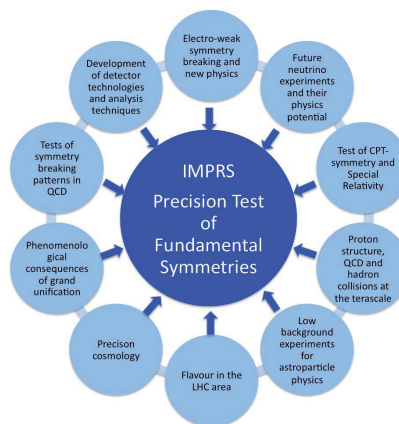 Electro-weak
symmetry
breaking and
new physics
Future
neutrino
experiments
and their
physics
potential
Test of CPT-
symmetry and
Special
Relativity
Proton
structure,
QCD and
hadron
collisions at
the terascale
Low
background
experiments
for
astroparticle
physics
Flavour in the
LHC area
Precison
cosmology
Phenomenolo
gical
consequences
of grand
unification
Tests of
symmetry
breaking
patterns in
QCD
Development
of detector
technologies
and analysis
techniques
IMPRS
Precision Test
of
Fundamental
Symmetries